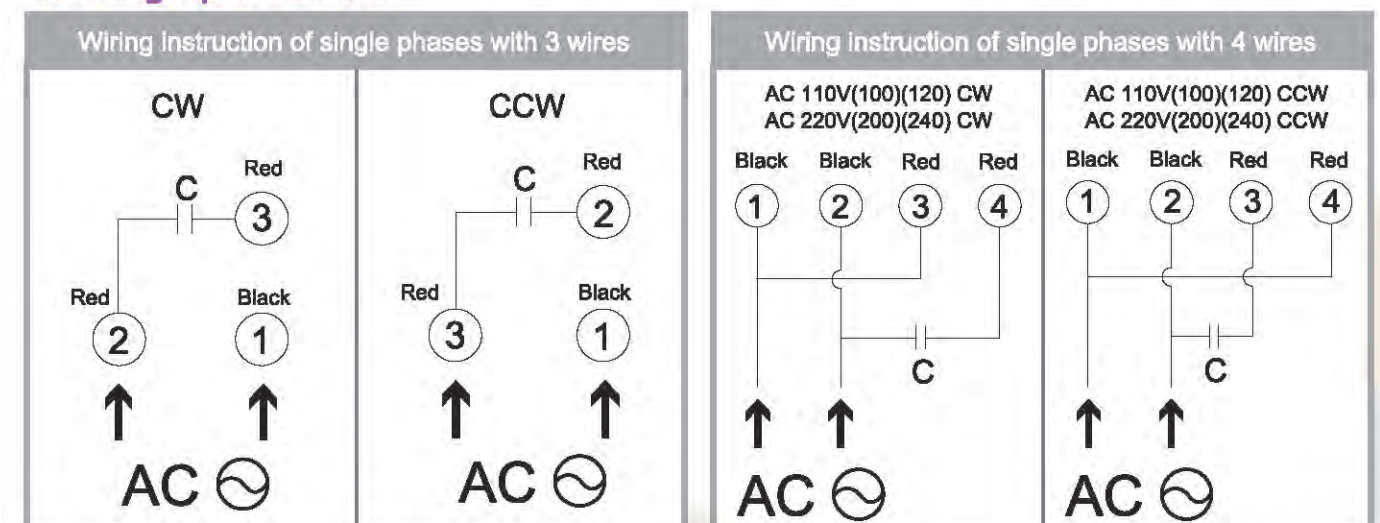 Wiring instruction of single phases with 3 wires
CW
C
Red
3
Red
Black
2
1
AC
CCW
C
Red
2
Red
Black
3
1
AC
Wiring instruction of single phases with 4 wires
AC 110V(100)(120) CW
AC 220V(200)(240) CW
Black Black Red Red
1 2 3 4
C
AC
AC 110V(100)(120) CCW
AC 220V(200)(240) CCW
Black Black Red Red
1 2 3 4
C
AC